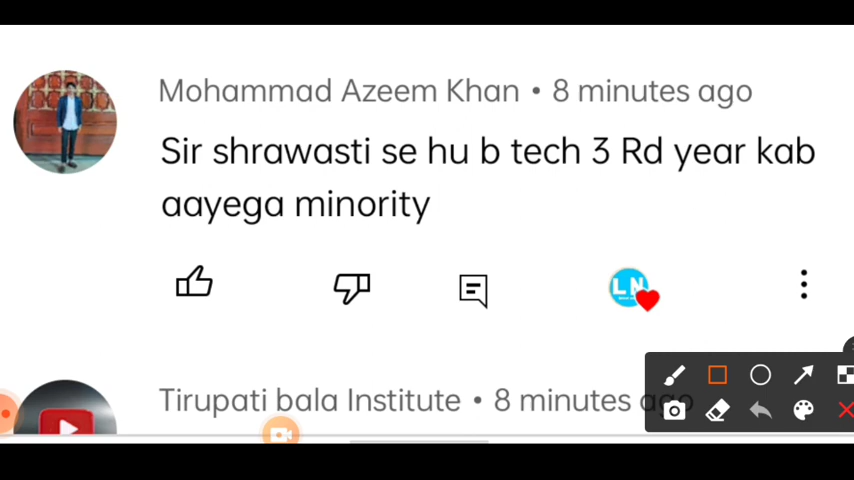 Mohammad Azeem Khan • 8 minutes ago
Sir shrawasti se hu b tech 3 Rd year kab
aayega minority
LN
Tirupati bala Institute • 8 minutes ago